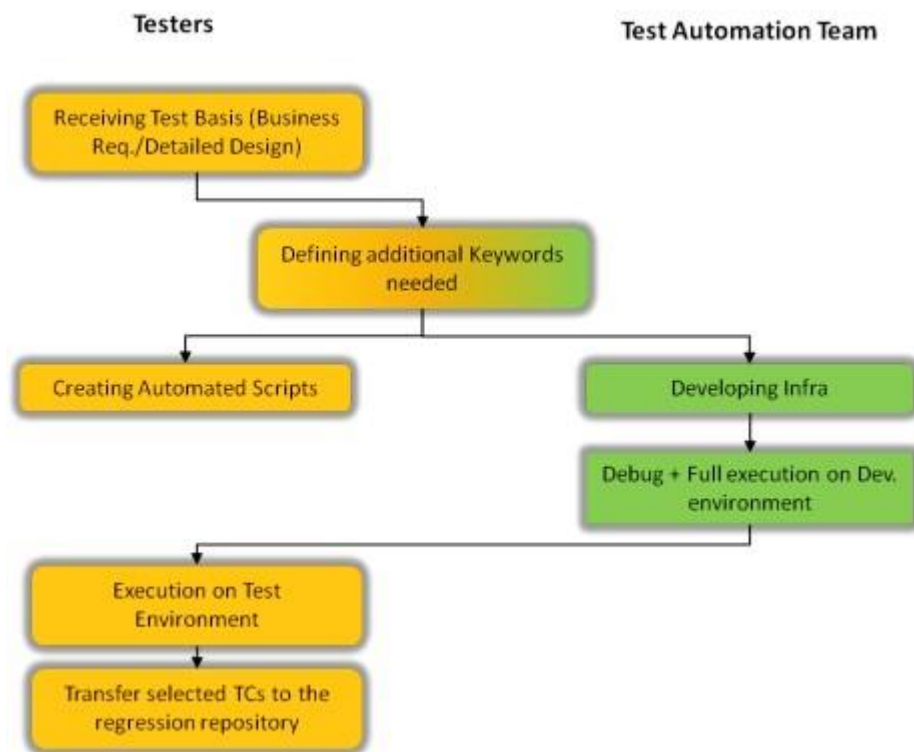 Testers
Test Automation Team
Receiving Test Basis (Business
Req./Detailed Design)
Defining additional Keywords
needed
Creating Automated Scripts
Developing Infra
Debug + Full execution on Dev.
environment
Execution on Test
Environment
Transfer selected TCs to the
regression repository